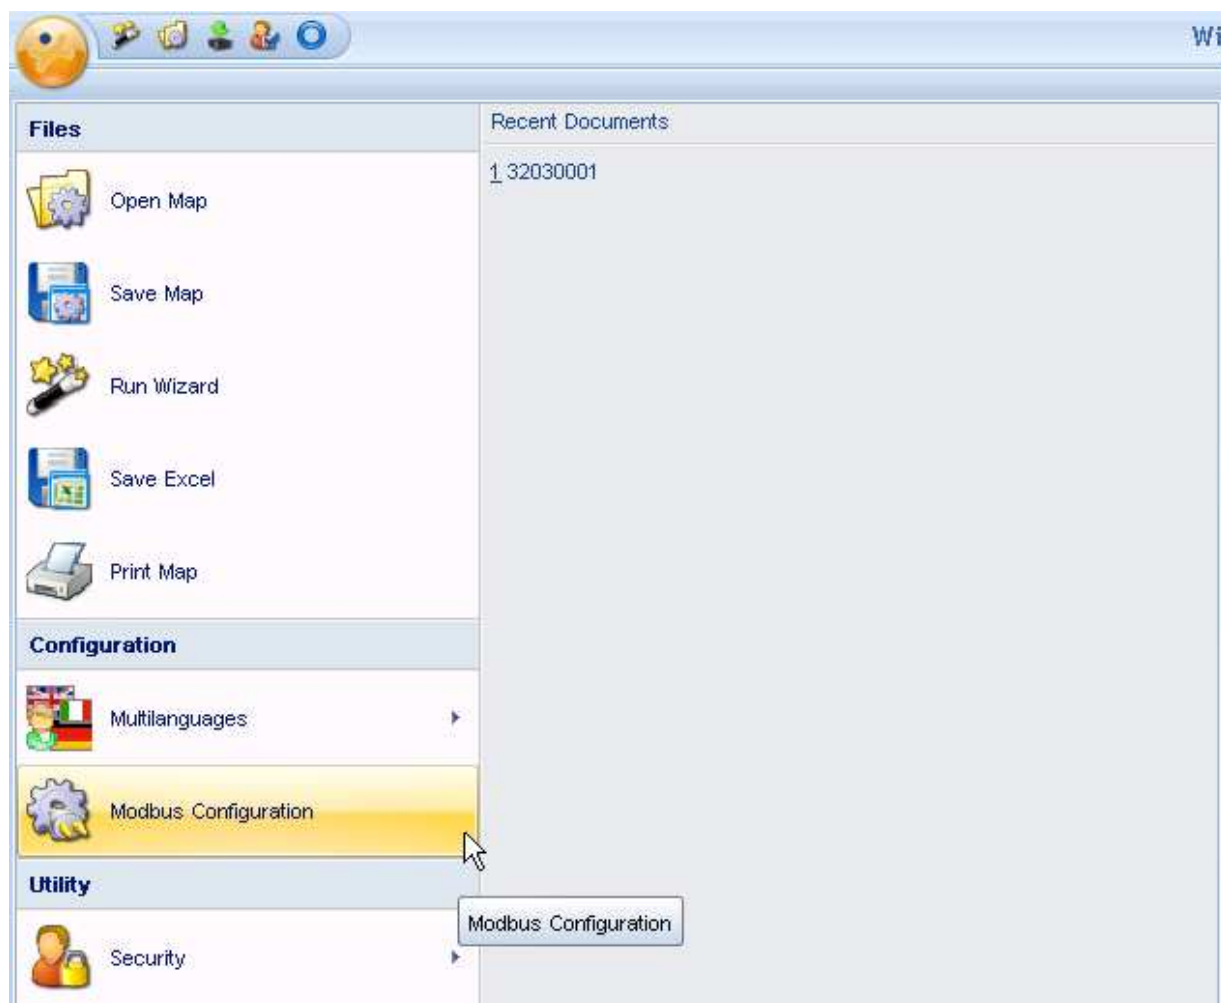 Wi
Files
Recent Documents
1 32030001
Open Map
Save Map
Run Wizard
Save Excel
Print Map
Configuration
Multilanguages
Modbus Configuration
Utility
Modbus Configuration
Security